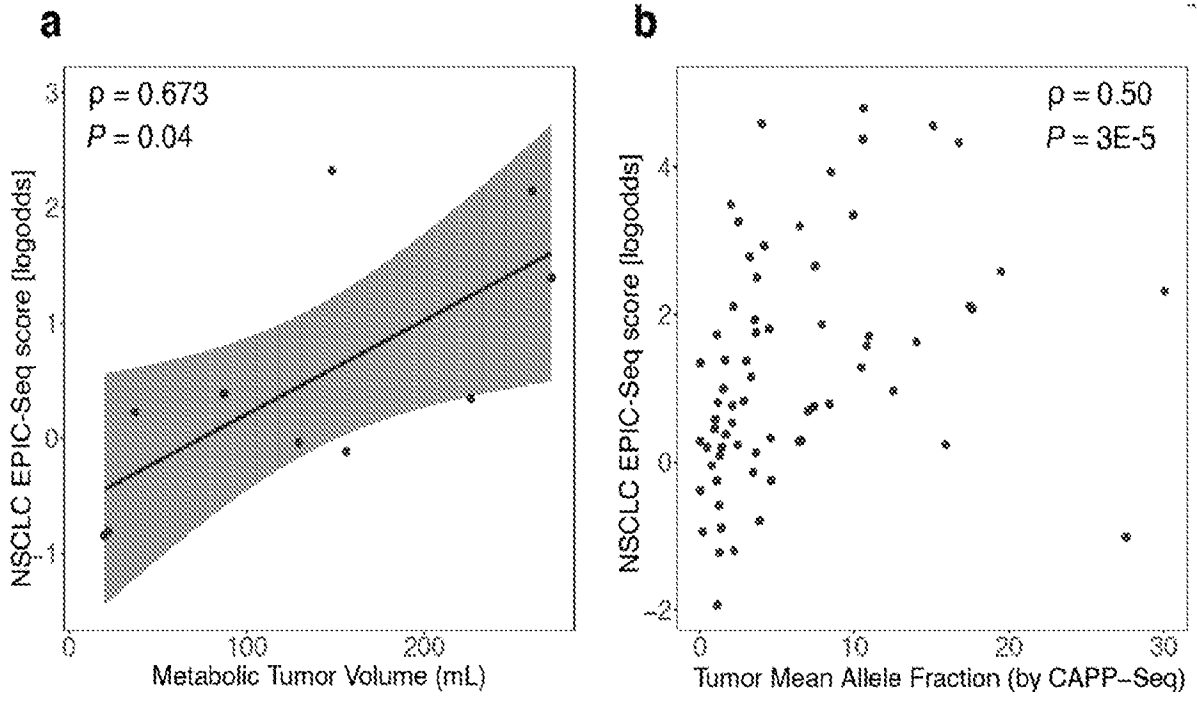 a
ρ = 0.673
P = 0.04
NSCLC EPIC-Seq score [logodds]
3
2
1
0
-1
0 100 200
Metabolic Tumor Volume (mL)
b
ρ = 0.50
P = 3E-5
NSCLC EPIC-Seq score [logodds]
4
2
0
-2
0 10 20 30
Tumor Mean Allele Fraction (by CAPP-Seq)